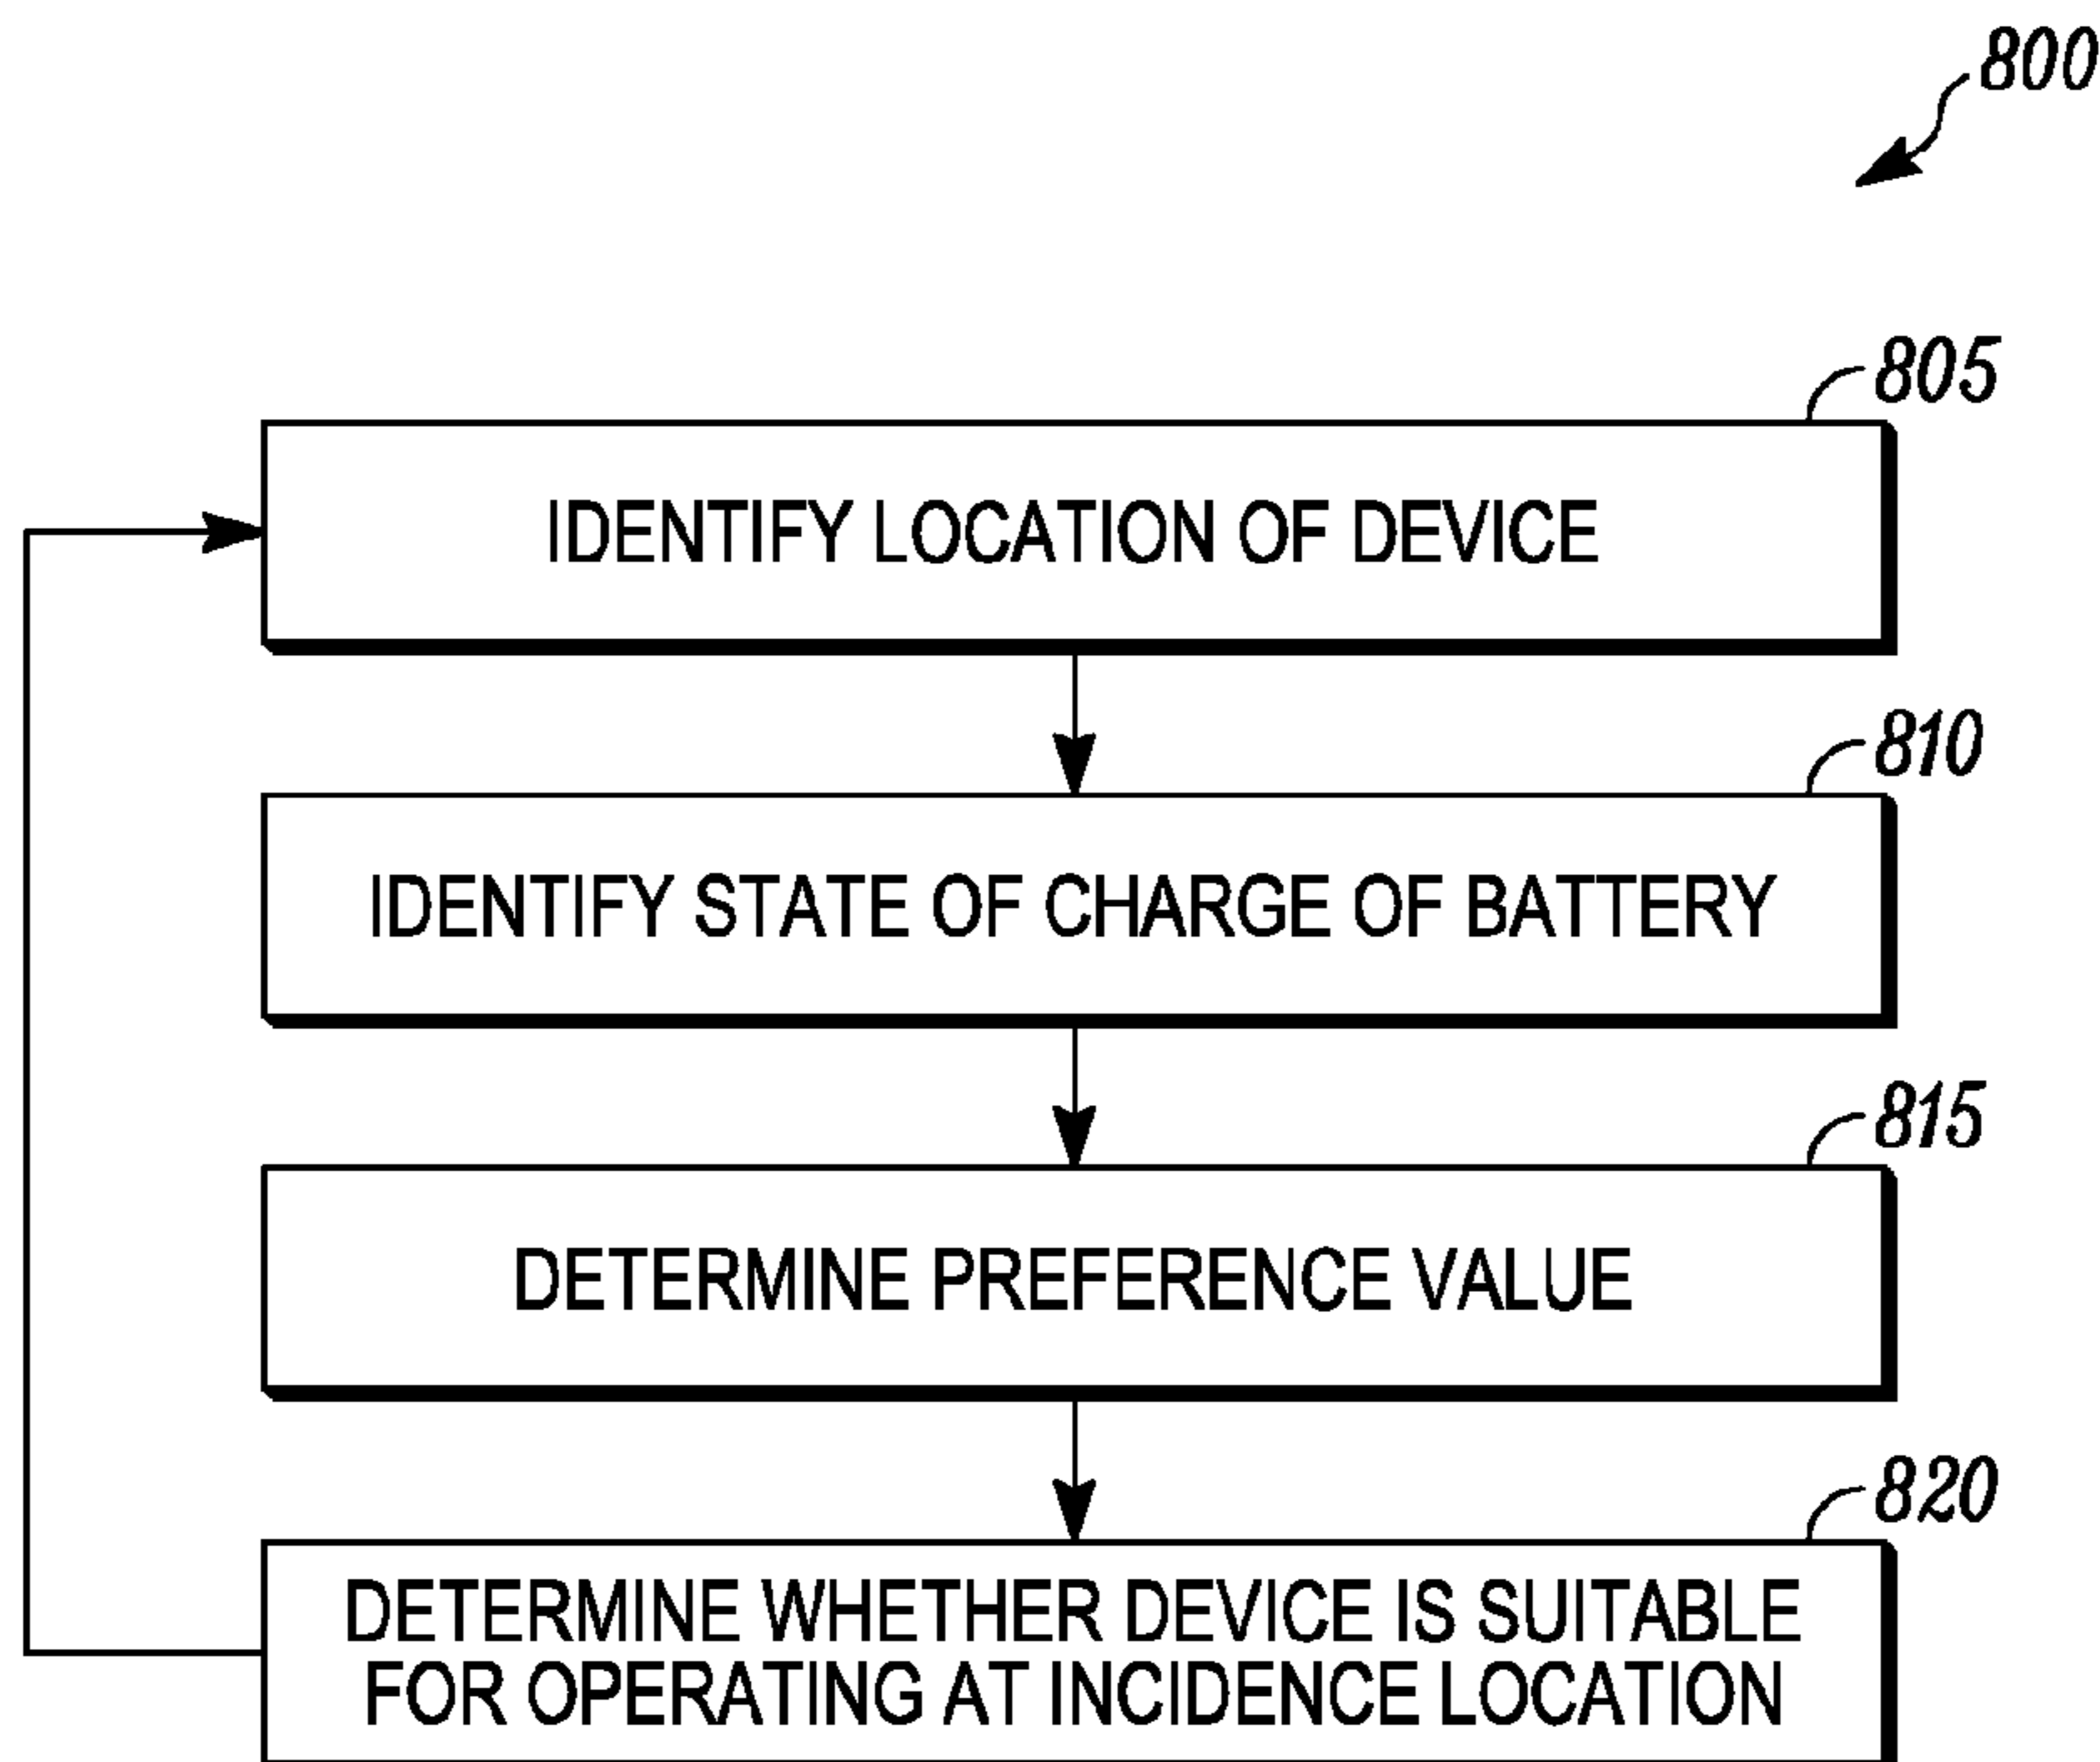 800
805
IDENTIFY LOCATION OF DEVICE
810
IDENTIFY STATE OF CHARGE OF BATTERY
815
DETERMINE PREFERENCE VALUE
820
DETERMINE WHETHER DEVICE IS SUITABLE
FOR OPERATING AT INCIDENCE LOCATION